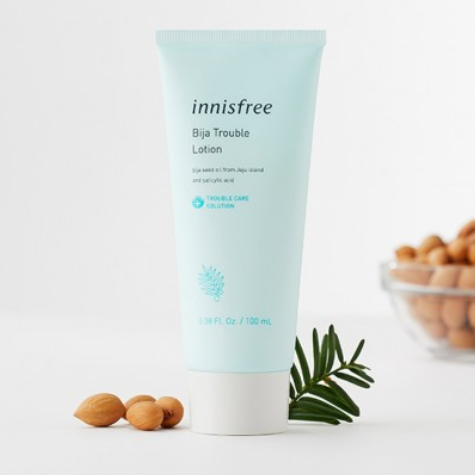 innisfree
Bija Trouble
Lotion
bija seed oil from Jeju island
and salicylic acid
TROUBLE CARE
SOLUTION
3.38 Fl. Oz. / 100 mL